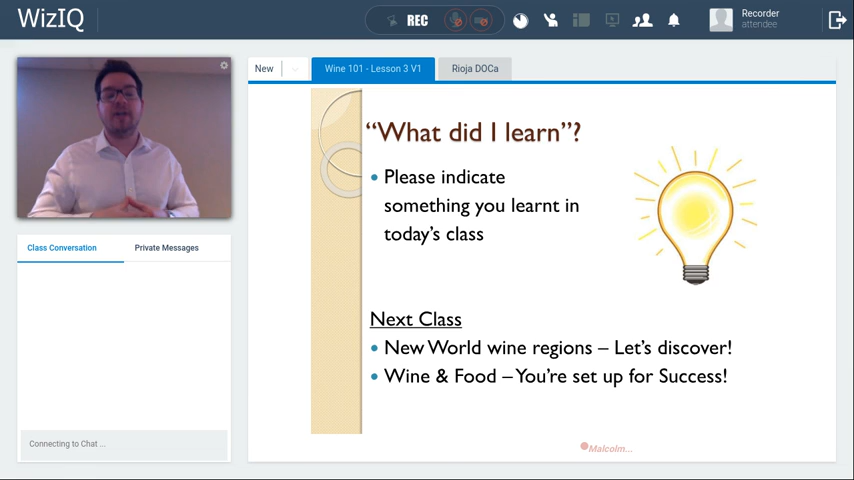 WizIQ
REC
Recorder
attendee
New
Wine 101 - Lesson 3 V1
Rioja DOCa
“What did I learn”?
• Please indicate
something you learnt in
today’s class
Next Class
• New World wine regions – Let’s discover!
• Wine & Food – You’re set up for Success!
Malcolm...
Class Conversation
Private Messages
Connecting to Chat ...